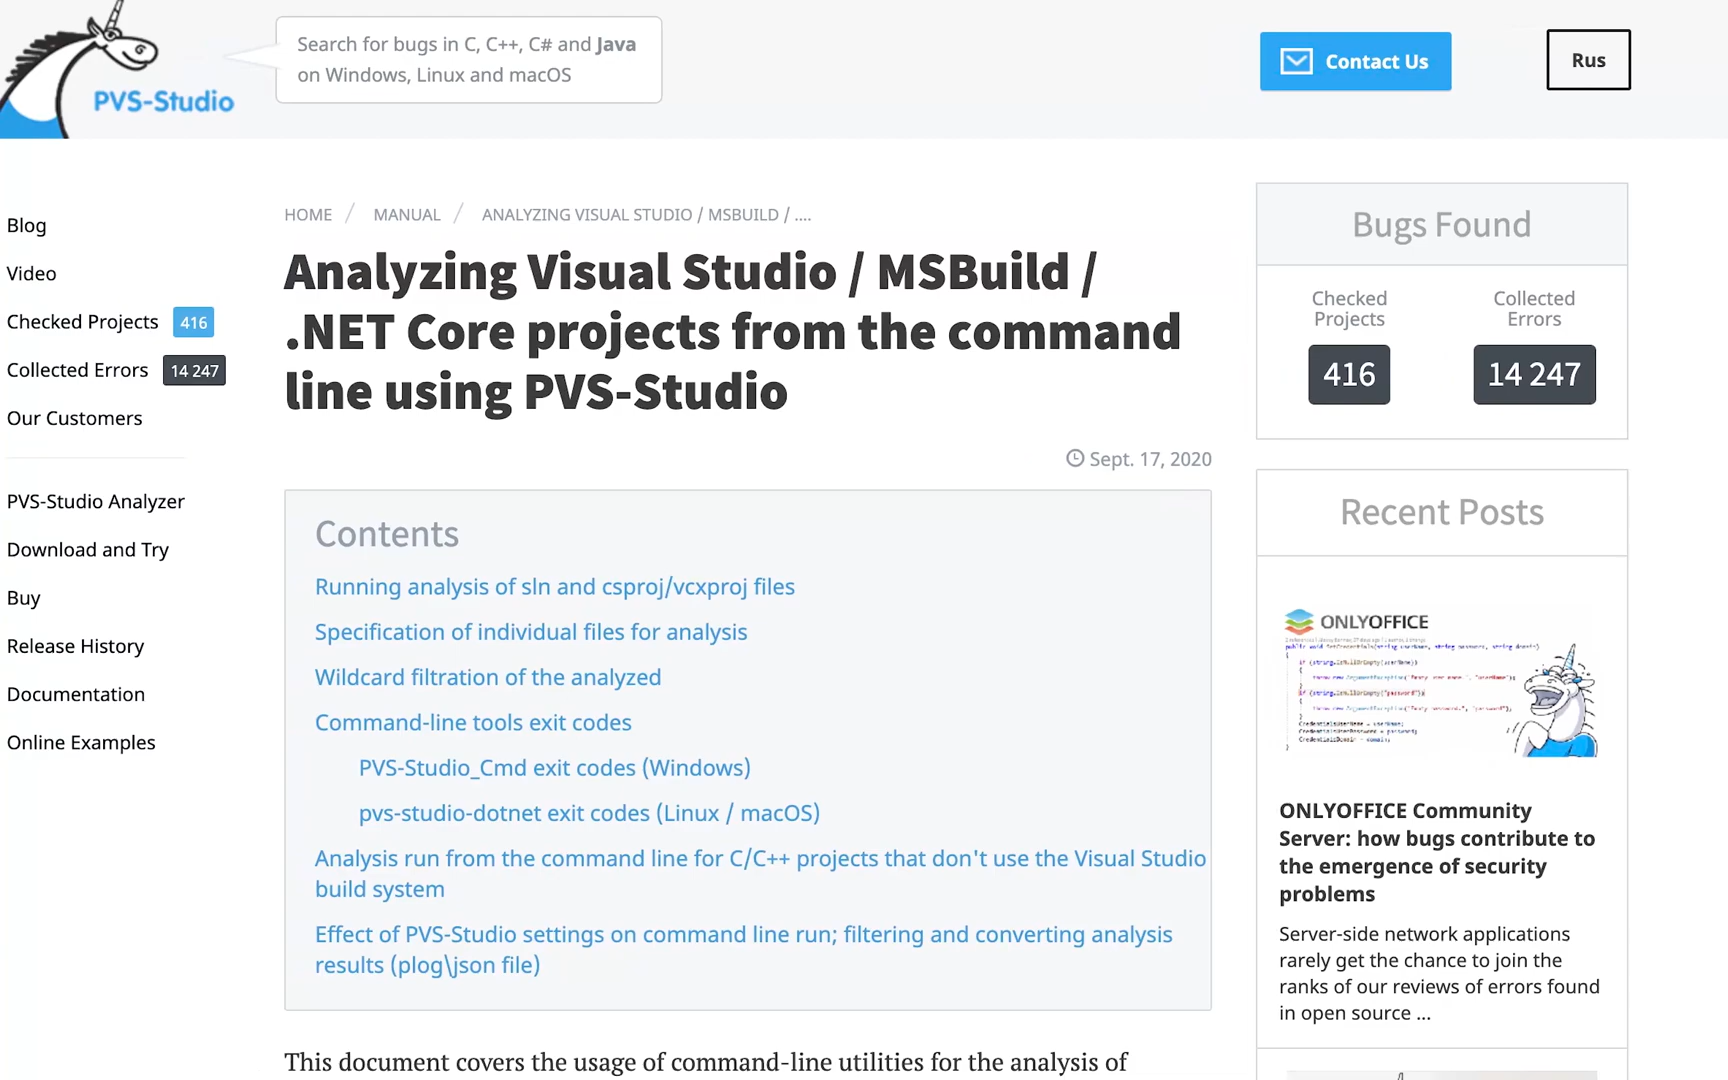 Search for bugs in C, C++, C# and Java
on Windows, Linux and macOS
PVS-Studio
Contact Us
Rus
Blog
Video
Checked Projects 416
Collected Errors 14 247
Our Customers
PVS-Studio Analyzer
Download and Try
Buy
Release History
Documentation
Online Examples
HOME / MANUAL / ANALYZING VISUAL STUDIO / MSBUILD / ....
Analyzing Visual Studio / MSBuild /
.NET Core projects from the command
line using PVS-Studio
Sept. 17, 2020
Contents
Running analysis of sln and csproj/vcxproj files
Specification of individual files for analysis
Wildcard filtration of the analyzed
Command-line tools exit codes
PVS-Studio_Cmd exit codes (Windows)
pvs-studio-dotnet exit codes (Linux / macOS)
Analysis run from the command line for C/C++ projects that don't use the Visual Studio
build system
Effect of PVS-Studio settings on command line run; filtering and converting analysis
results (plog\json file)
This document covers the usage of command-line utilities for the analysis of
Bugs Found
Checked
Projects
416
Collected
Errors
14 247
Recent Posts
ONLYOFFICE
ONLYOFFICE Community
Server: how bugs contribute to
the emergence of security
problems
Server-side network applications
rarely get the chance to join the
ranks of our reviews of errors found
in open source ...